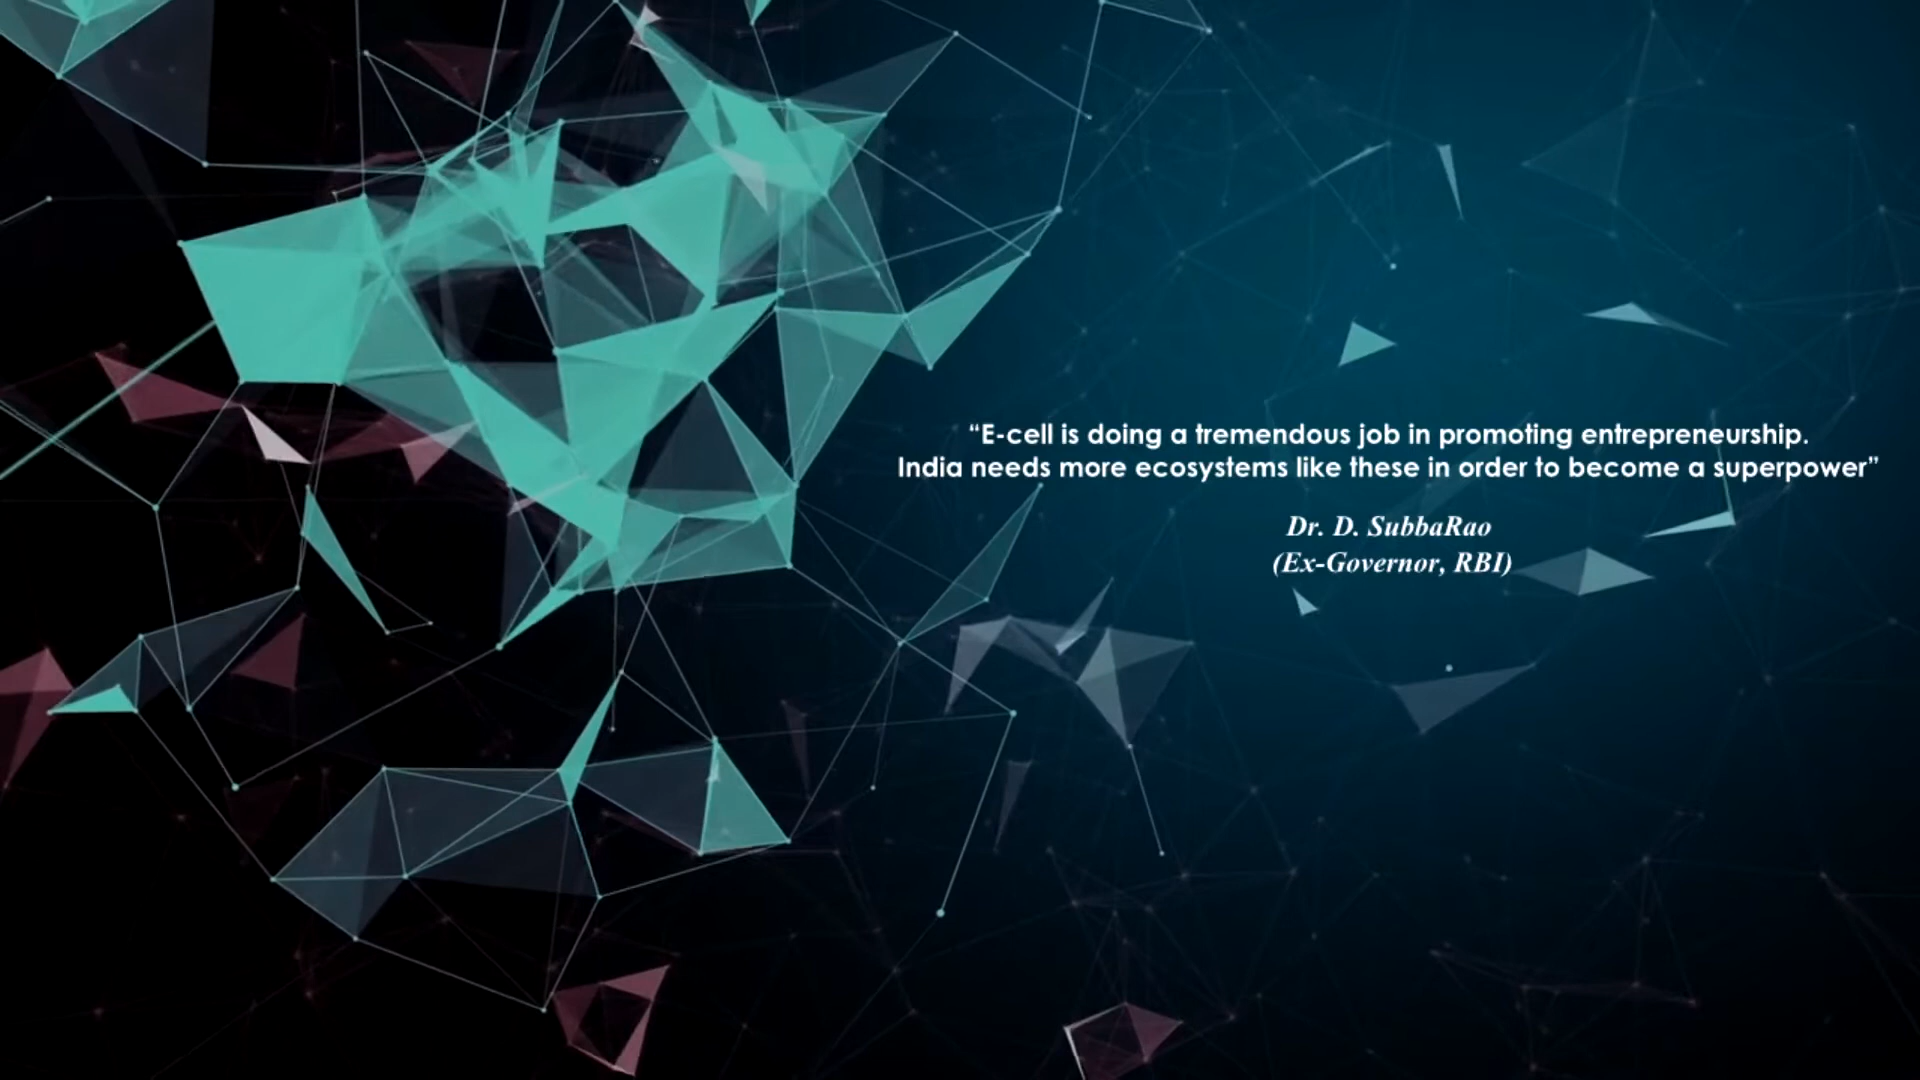 “E-cell is doing a tremendous job in promoting entrepreneurship.
India needs more ecosystems like these in order to become a superpower”
Dr. D. SubbaRao
(Ex-Governor, RBI)